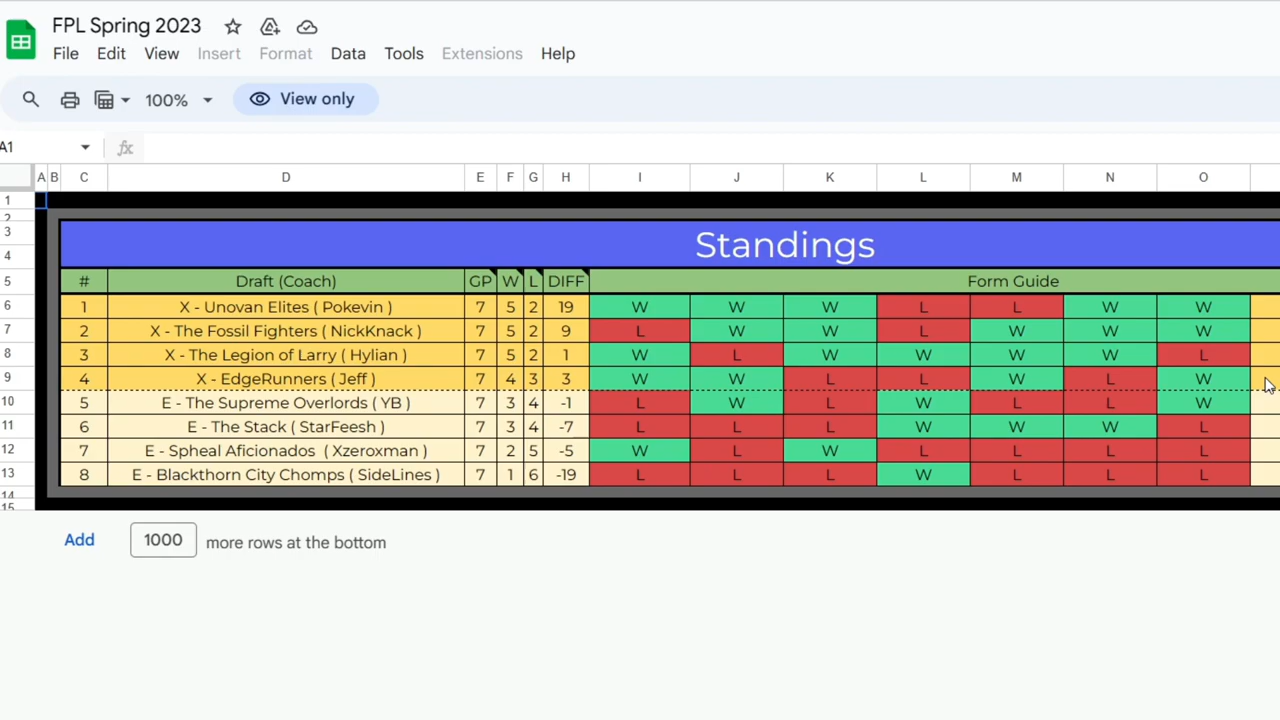 FPL Spring 2023
File Edit View Insert Format Data Tools Extensions Help
100% View only
A1 fx
A B C D E F G H I J K L M N O
1
2
3 Standings
4
5 # Draft (Coach) GP W L DIFF Form Guide
6 1 X - Unovan Elites ( Pokevin ) 7 5 2 19 W W W L L W W
7 2 X - The Fossil Fighters ( NickKnack ) 7 5 2 9 L W W L W W W
8 3 X - The Legion of Larry ( Hylian ) 7 5 2 1 W L W W W W L
9 4 X - EdgeRunners ( Jeff ) 7 4 3 3 W W L L W L W
10 5 E - The Supreme Overlords ( YB ) 7 3 4 -1 L W L W L L W
11 6 E - The Stack ( StarFeesh ) 7 3 4 -7 L L L W W W L
12 7 E - Spheal Aficionados ( Xzeroxman ) 7 2 5 -5 W L W L L L L
13 8 E - Blackthorn City Chomps ( SideLines ) 7 1 6 -19 L L L W L L L
14
15
Add 1000 more rows at the bottom